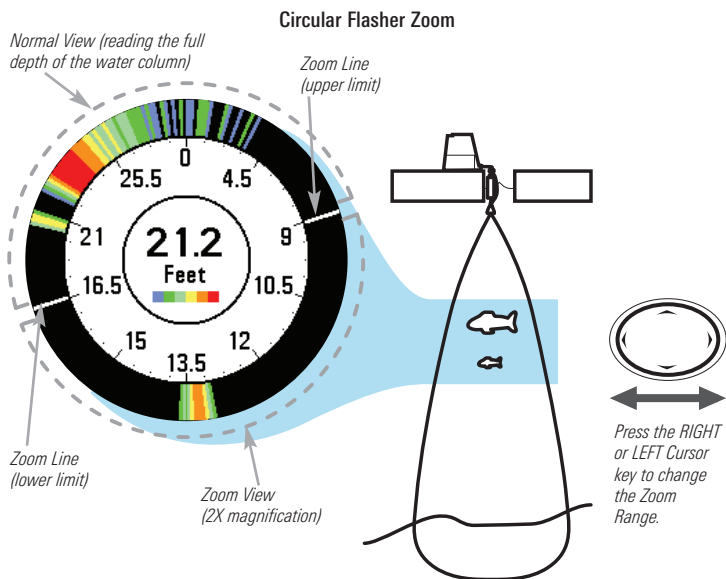 Circular Flasher Zoom
Normal View (reading the full
depth of the water column)
Zoom Line
(upper limit)
0
4.5
9
10.5
12
13.5
15
16.5
21
25.5
21.2
Feet
Zoom Line
(lower limit)
Zoom View
(2X magnification)
Press the RIGHT
or LEFT Cursor
key to change
the Zoom
Range.